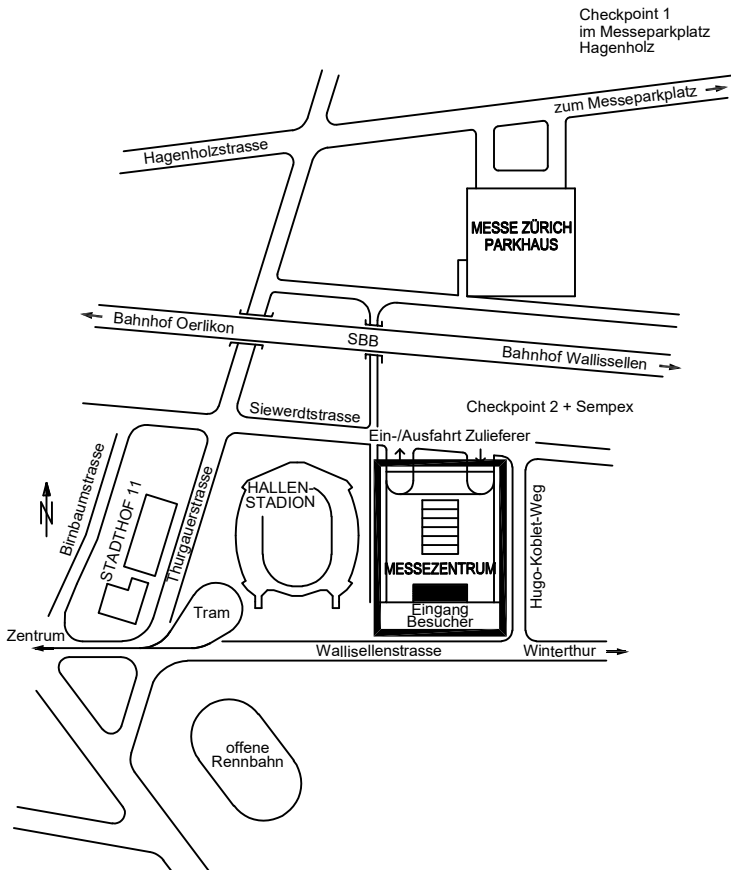 Checkpoint 1
im Messeparkplatz
Hagenholz
zum Messeparkplatz
Hagenholzstrasse
MESSE ZÜRICH
PARKHAUS
Bahnhof Oerlikon
SBB
Bahnhof Wallissellen
Siewerdtstrasse
Checkpoint 2 + Sempex
Ein-/Ausfahrt Zulieferer
Birnbaumstrasse
STADTHOF 11
Thurgauerstrasse
HALLEN-
STADION
MESSEZENTRUM
Hugo-Koblet-Weg
N
Tram
Eingang
Besucher
Zentrum
Wallisellenstrasse
Winterthur
offene
Rennbahn